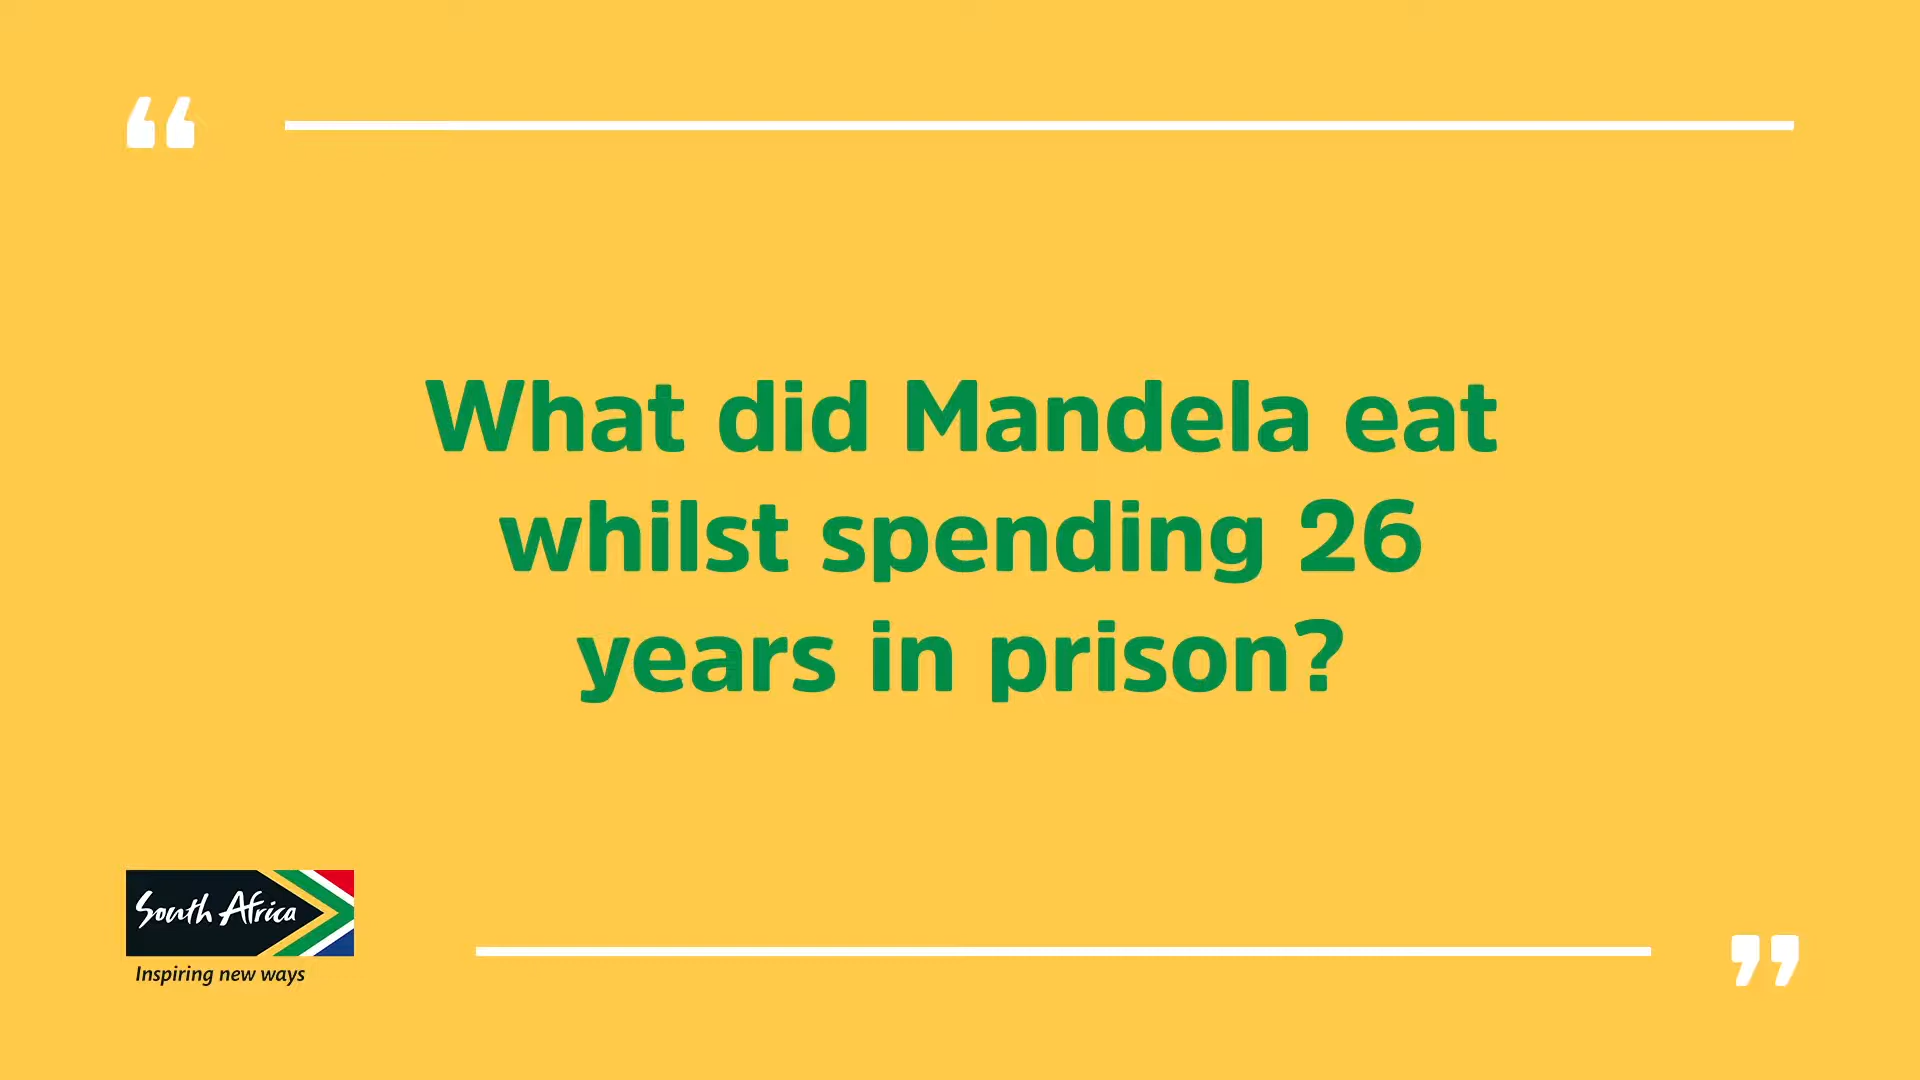 “
What did Mandela eat
whilst spending 26
years in prison?
South Africa
Inspiring new ways
”